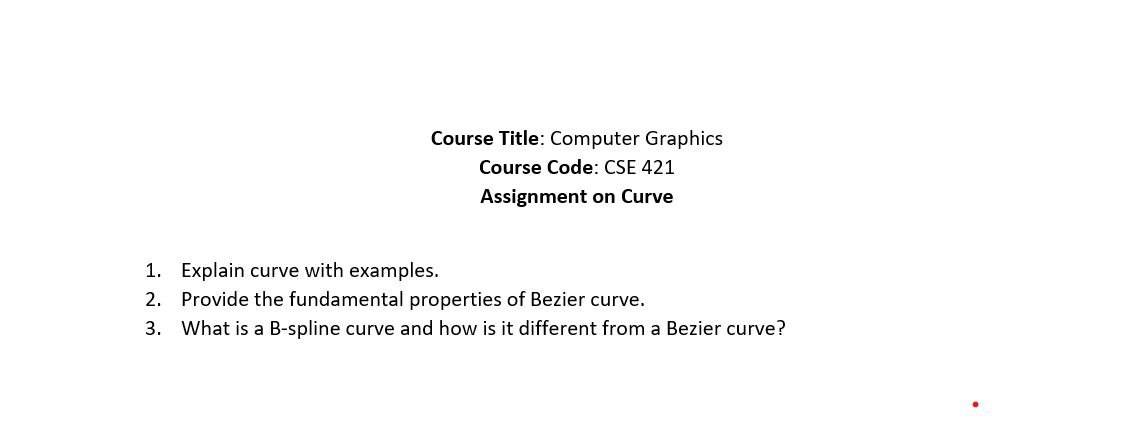 Course Title: Computer Graphics
Course Code: CSE 421
Assignment on Curve
1. Explain curve with examples.
2. Provide the fundamental properties of Bezier curve.
3. What is a B-spline curve and how is it different from a Bezier curve?